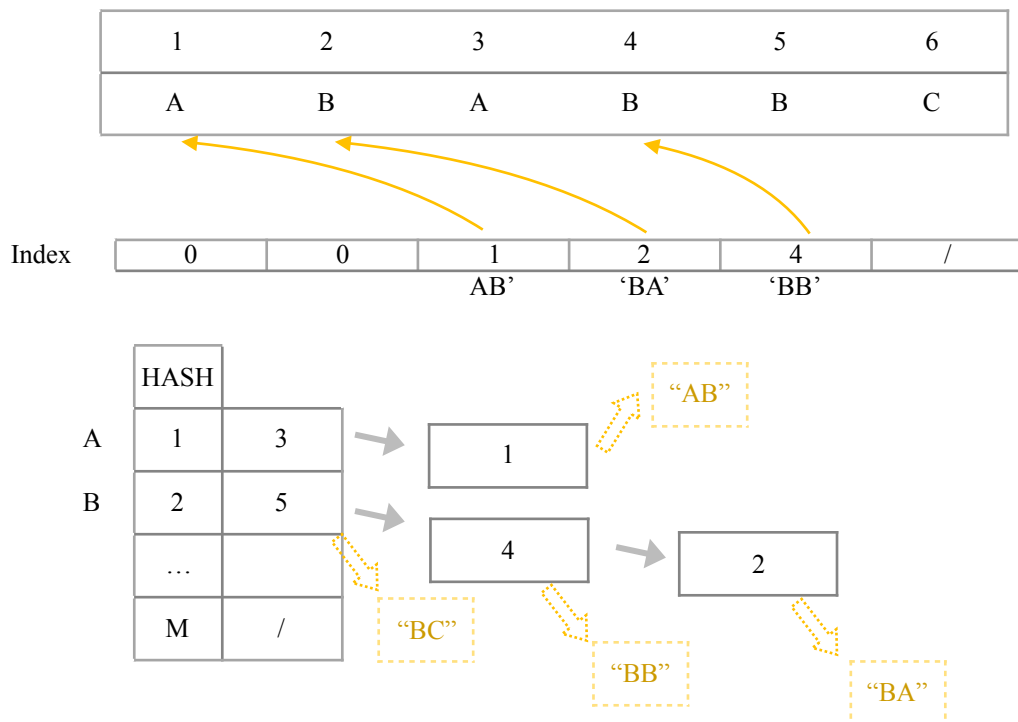 1 2 3 4 5 6
A B A B B C
Index 0 0 1 2 4 /
AB’ ‘BA’ ‘BB’
HASH
“AB”
A 1 3 1
B 2 5
4 2
…
“BC”
M /
“BB”
“BA”